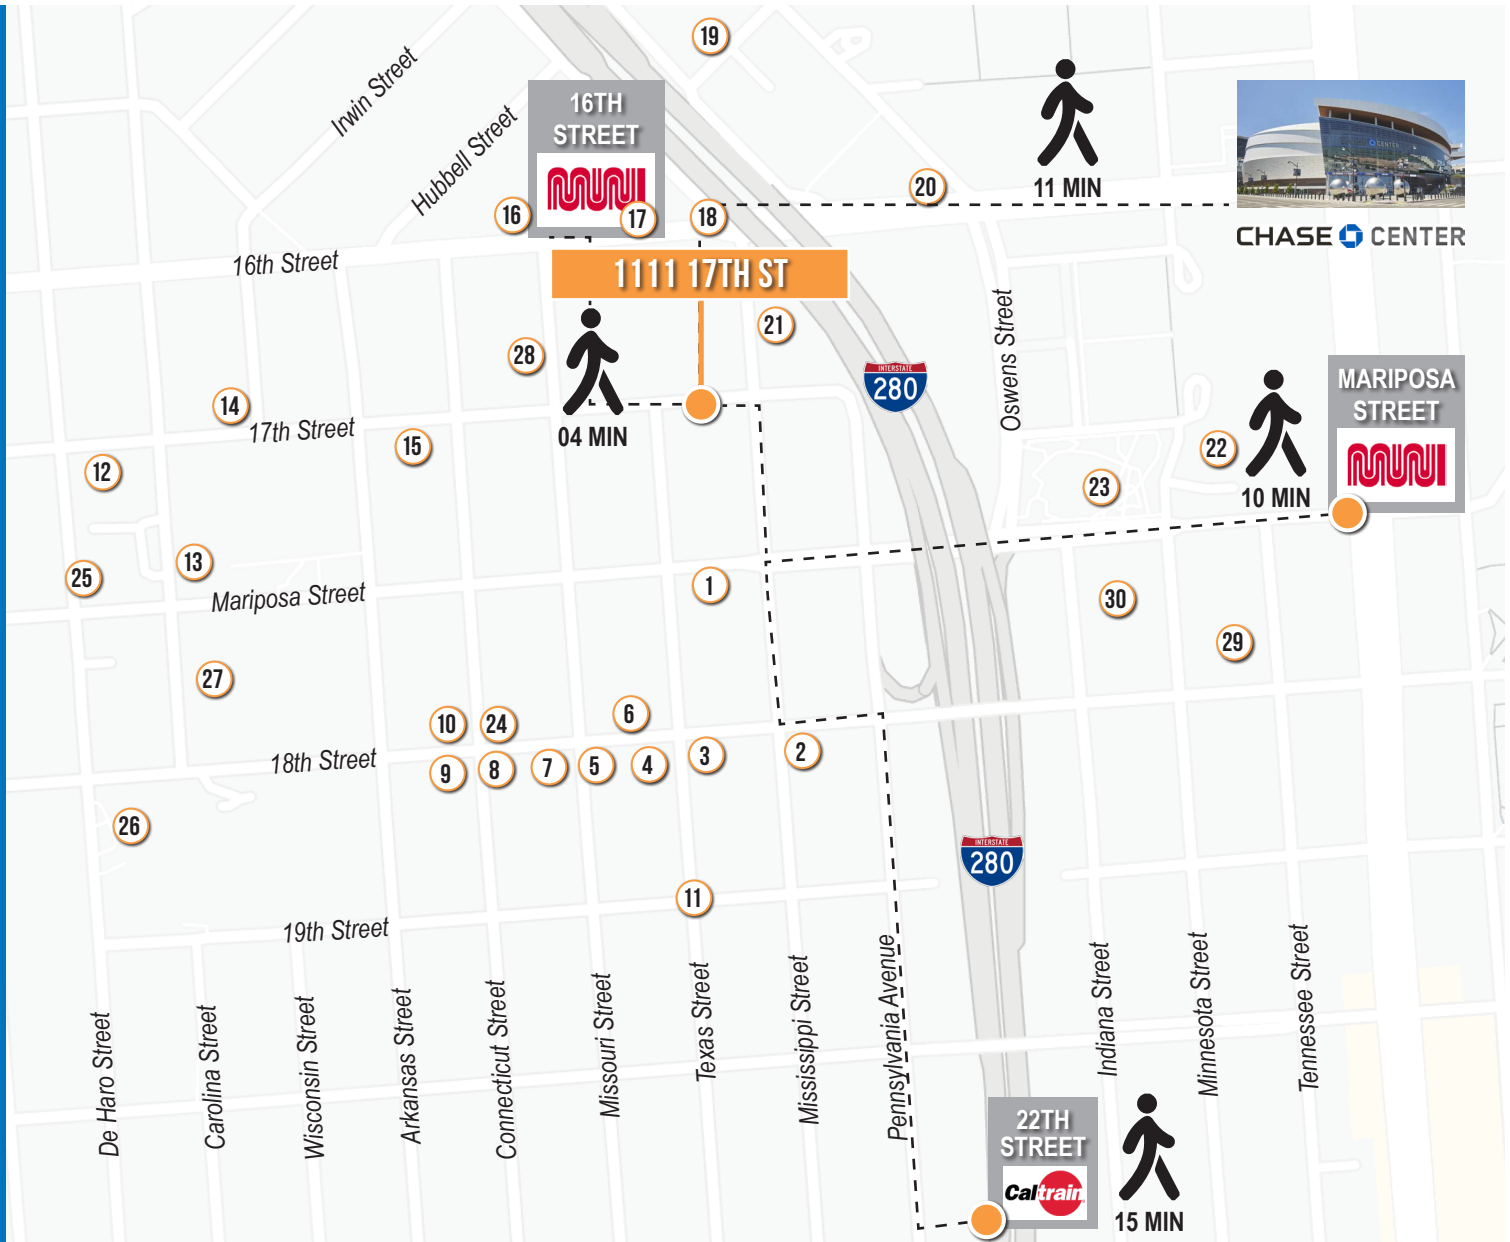 19
Irwin Street
16TH
STREET
MUNI
Hubbell Street
11 MIN
CENTER
CHASE CENTER
20
16
17
18
16th Street
1111 17TH ST
21
28
Oswens Street
INTERSTATE
280
MARIPOSA
STREET
MUNI
14
17th Street
04 MIN
15
12
22
10 MIN
23
13
25
Mariposa Street
1
30
29
27
10
24
6
18th Street
9
8
7
5
4
3
2
26
INTERSTATE
280
11
19th Street
De Haro Street
Carolina Street
Wisconsin Street
Arkansas Street
Connecticut Street
Missouri Street
Texas Street
Mississippi Street
Pennsylvania Avenue
Indiana Street
Minnesota Street
Tennessee Street
22TH
STREET
Caltrain
15 MIN